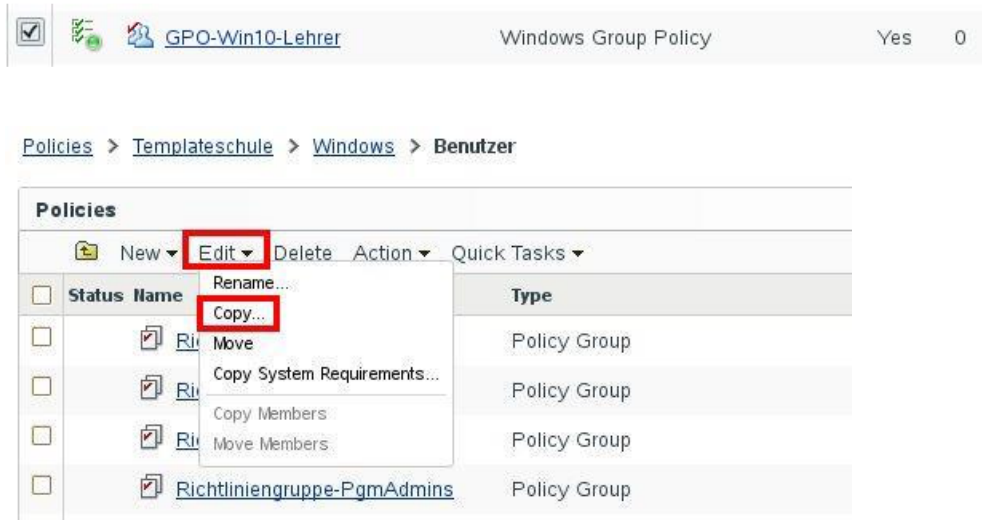 GPO-Win10-Lehrer Windows Group Policy Yes 0
Policies > Templateschule > Windows > Benutzer
Policies
New Edit Delete Action Quick Tasks
Status Name Type
Rename...
Copy...
Policy Group
Move
Copy System Requirements...
Policy Group
Copy Members
Policy Group
Move Members
Richtliniengruppe-PgmAdmins Policy Group